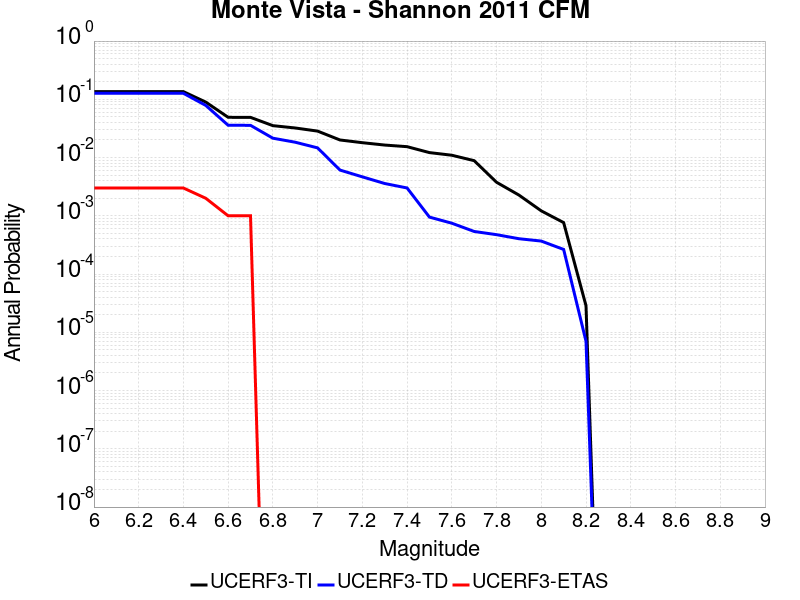 Monte Vista - Shannon 2011 CFM
10^0
10^-1
10^-2
10^-3
10^-4
10^-5
10^-6
10^-7
10^-8
Annual Probability
6 6.2 6.4 6.6 6.8 7 7.2 7.4 7.6 7.8 8 8.2 8.4 8.6 8.8 9
Magnitude
UCERF3-TI UCERF3-TD UCERF3-ETAS